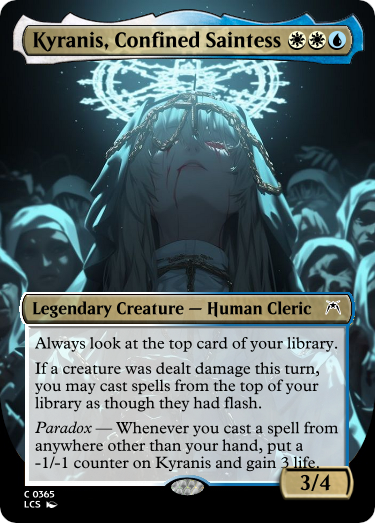 Kyranis, Confined Saintess
Legendary Creature — Human Cleric
Always look at the top card of your library.
If a creature was dealt damage this turn,
you may cast spells from the top of your
library as though they had flash.
Paradox — Whenever you cast a spell from
anywhere other than your hand, put a
-1/-1 counter on Kyranis and gain 3 life.
3/4
C 0365
LCS